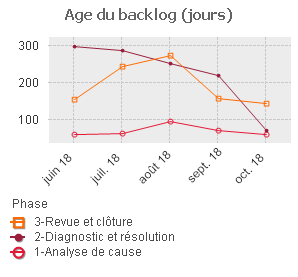 Age du backlog (jours)
300
200
100
juin 18
juil. 18
août 18
sept. 18
oct. 18
Phase
3-Revue et clôture
2-Diagnostic et résolution
1-Analyse de cause